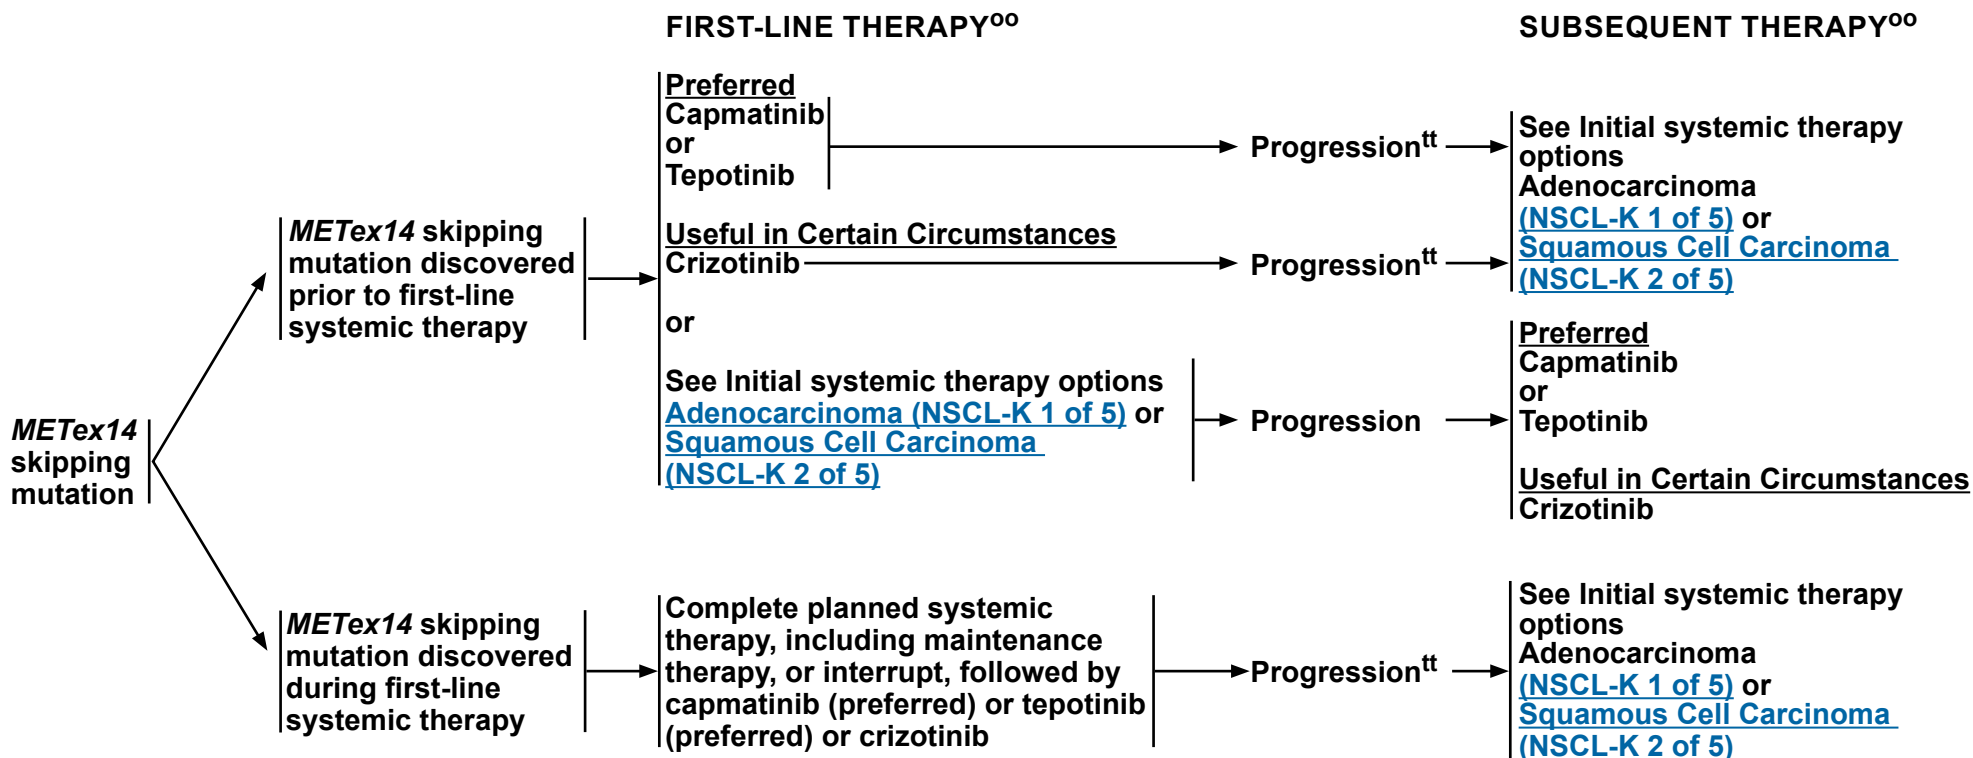 FIRST-LINE THERAPYoo
SUBSEQUENT THERAPYoo
METex14
skipping
mutation
METex14 skipping
mutation discovered
prior to first-line
systemic therapy
Preferred
Capmatinib
or
Tepotinib
Progressiontt
See Initial systemic therapy
options
Adenocarcinoma
(NSCL-K 1 of 5) or
Squamous Cell Carcinoma
(NSCL-K 2 of 5)
Useful in Certain Circumstances
Crizotinib
Progressiontt
or
See Initial systemic therapy options
Adenocarcinoma (NSCL-K 1 of 5) or
Squamous Cell Carcinoma
(NSCL-K 2 of 5)
Progression
Preferred
Capmatinib
or
Tepotinib
Useful in Certain Circumstances
Crizotinib
METex14 skipping
mutation discovered
during first-line
systemic therapy
Complete planned systemic
therapy, including maintenance
therapy, or interrupt, followed by
capmatinib (preferred) or tepotinib
(preferred) or crizotinib
Progressiontt
See Initial systemic therapy
options
Adenocarcinoma
(NSCL-K 1 of 5) or
Squamous Cell Carcinoma
(NSCL-K 2 of 5)